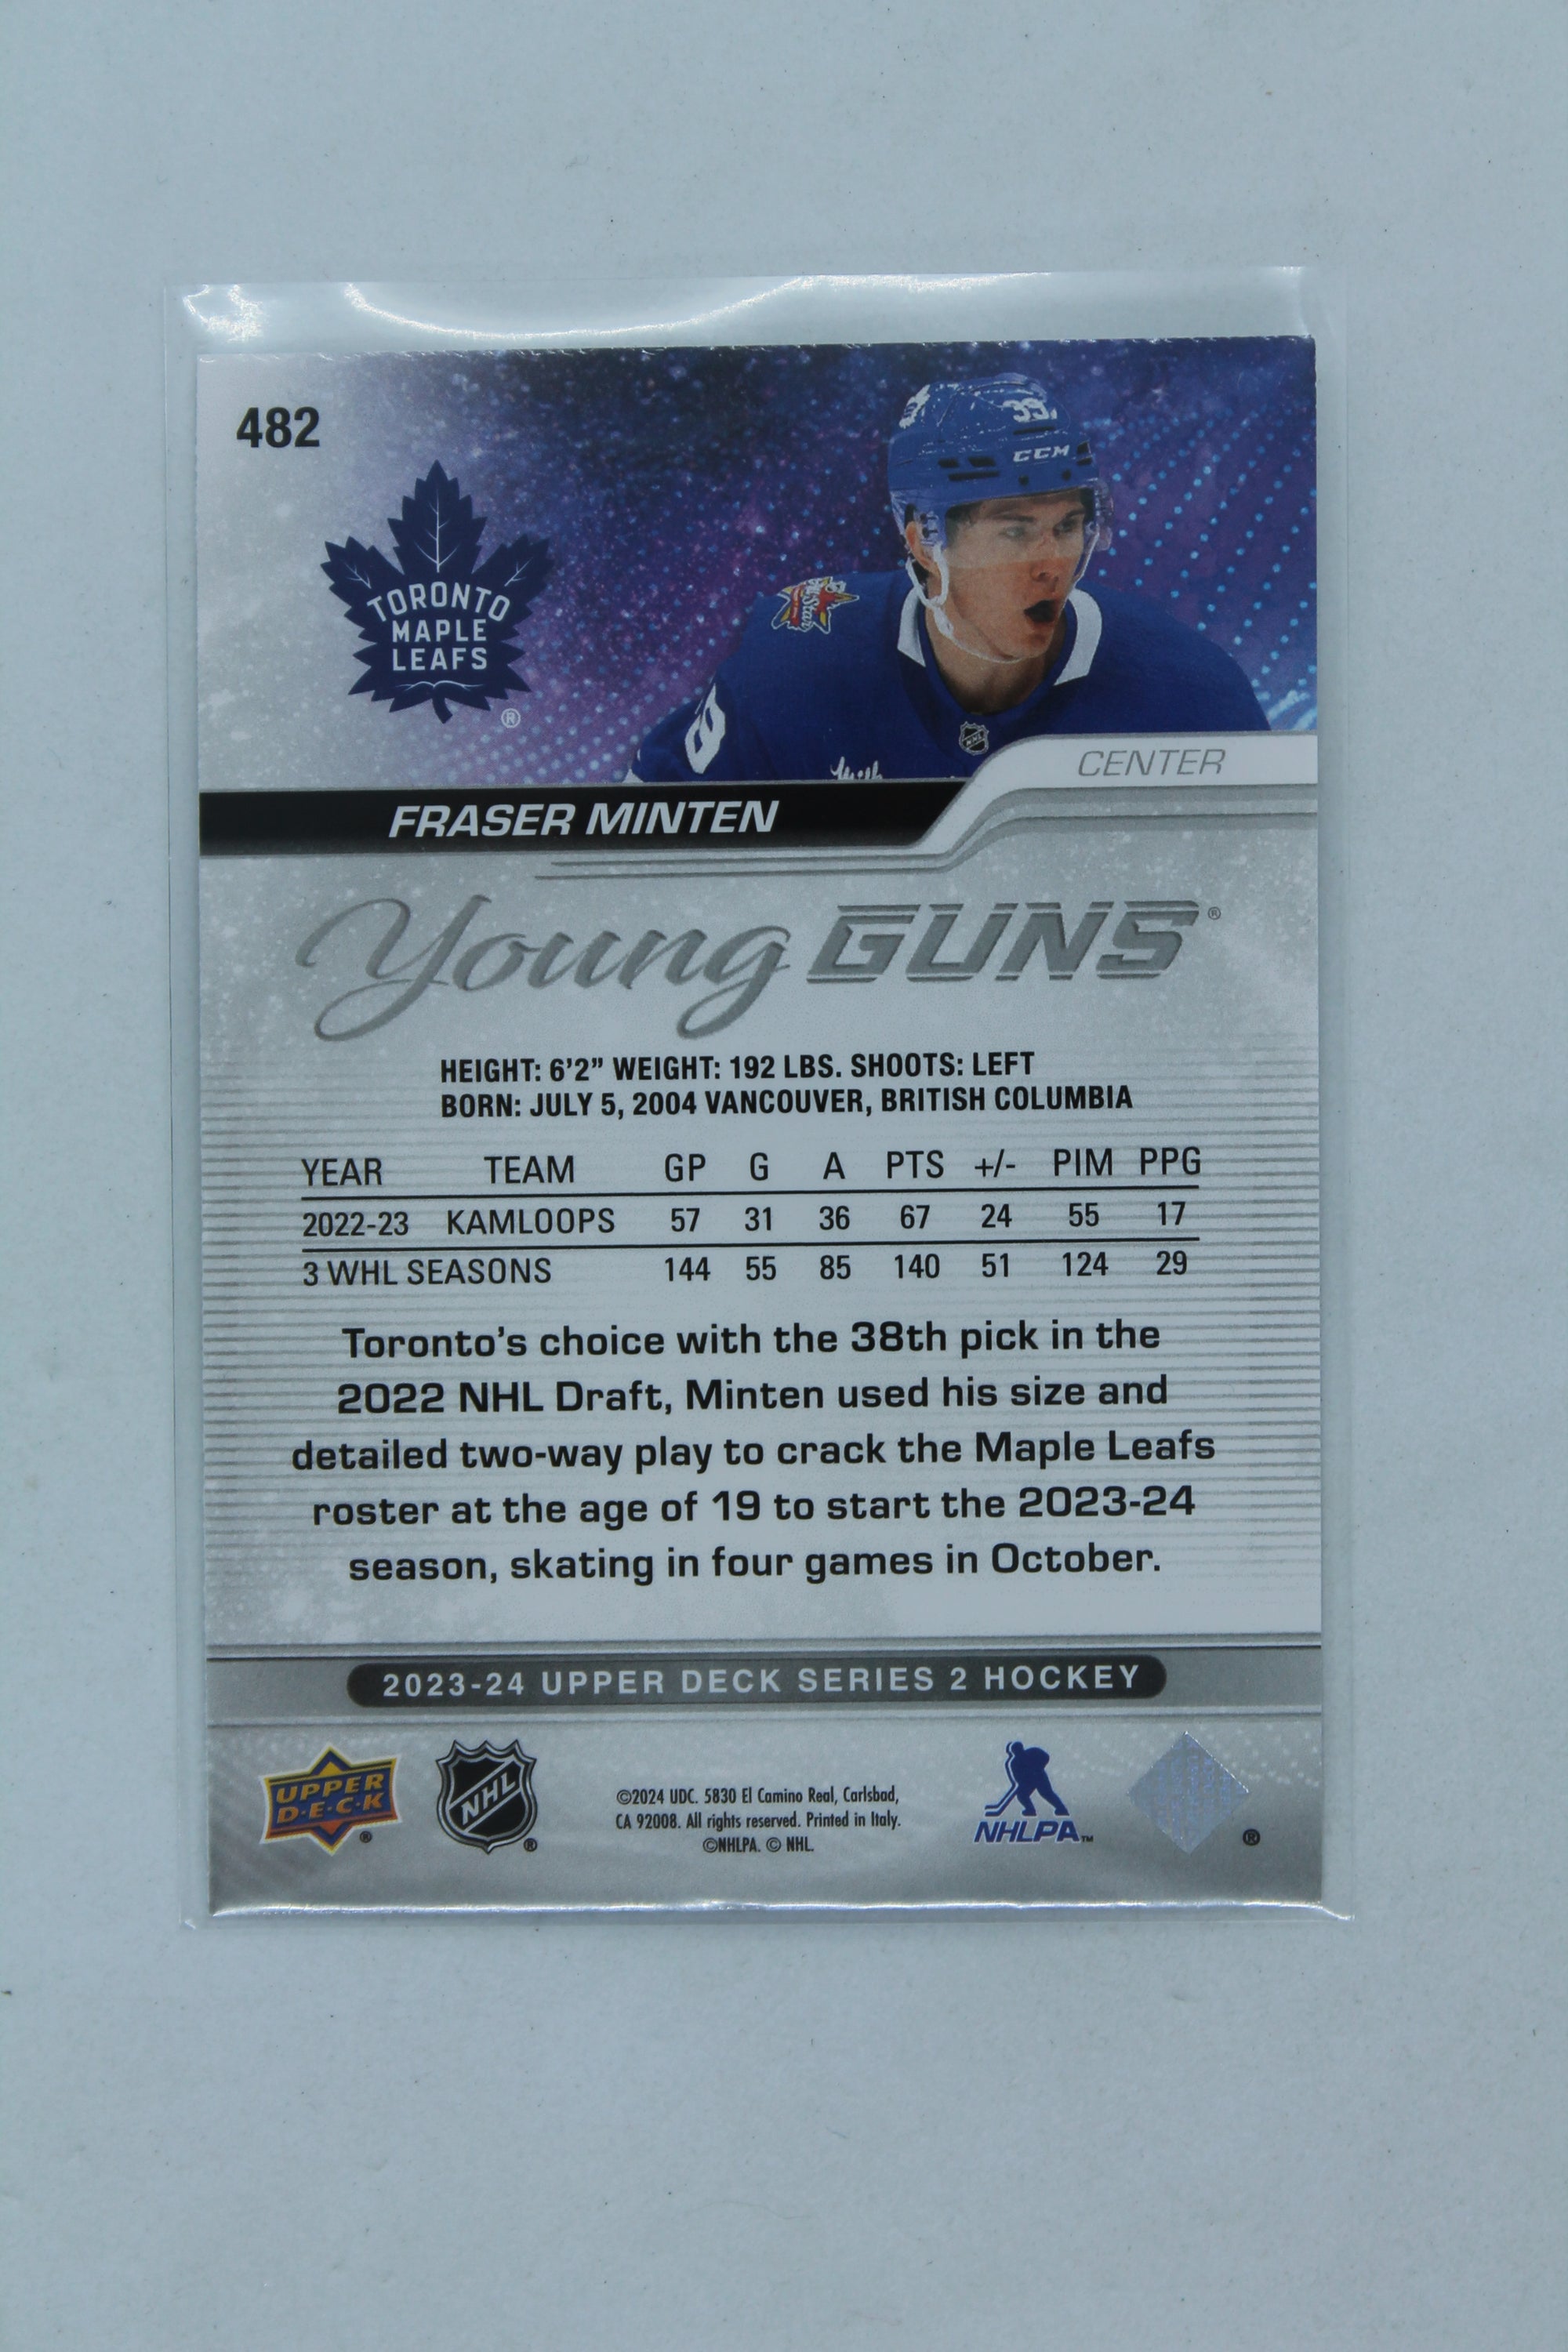 482
39
CCM
TORONTO
MAPLE
LEAFS
®
NHL
CENTER
FRASER MINTEN
Young GUNS®
HEIGHT: 6'2" WEIGHT: 192 LBS. SHOOTS: LEFT
BORN: JULY 5, 2004 VANCOUVER, BRITISH COLUMBIA
YEAR TEAM GP G A PTS +/- PIM PPG
2022-23 KAMLOOPS 57 31 36 67 24 55 17
3 WHL SEASONS 144 55 85 140 51 124 29
Toronto's choice with the 38th pick in the
2022 NHL Draft, Minten used his size and
detailed two-way play to crack the Maple Leafs
roster at the age of 19 to start the 2023-24
season, skating in four games in October.
2023-24 UPPER DECK SERIES 2 HOCKEY
UPPER
D·E·C·K
®
NHL
®
©2024 UDC. 5830 El Camino Real, Carlsbad,
CA 92008. All rights reserved. Printed in Italy.
©NHLPA. © NHL.
NHLPA™
®